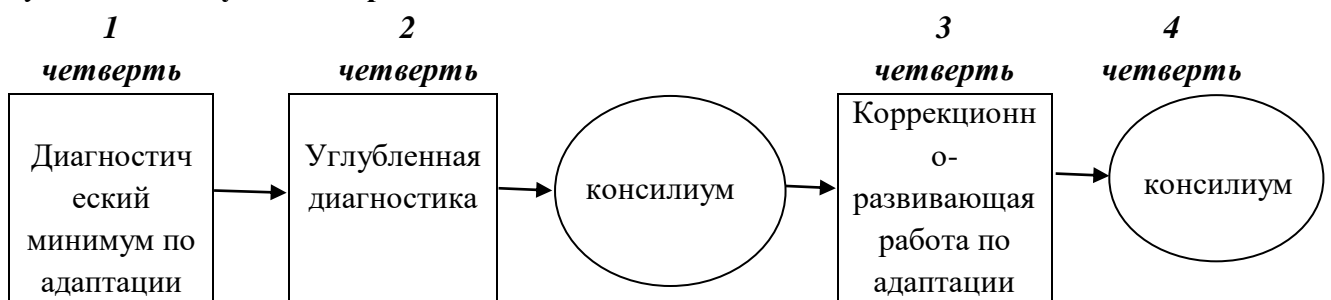 1
четверть
2
четверть
3
четверть
4
четверть
Диагностич
еский
минимум по
адаптации
Углубленная
диагностика
консилиум
Коррекционн
о-
развивающая
работа по
адаптации
консилиум